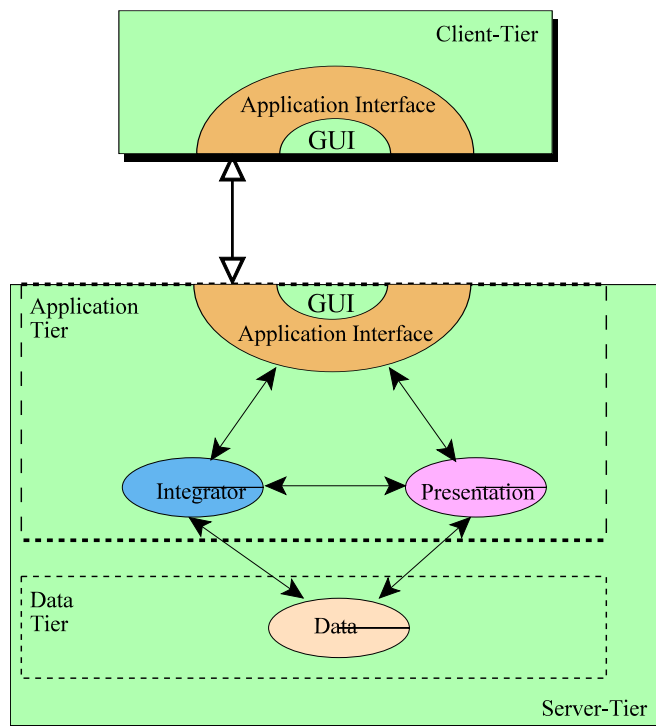 Client-Tier
Application Interface
GUI
Application
Tier
GUI
Application Interface
Integrator
Presentation
Data
Tier
Data
Server-Tier